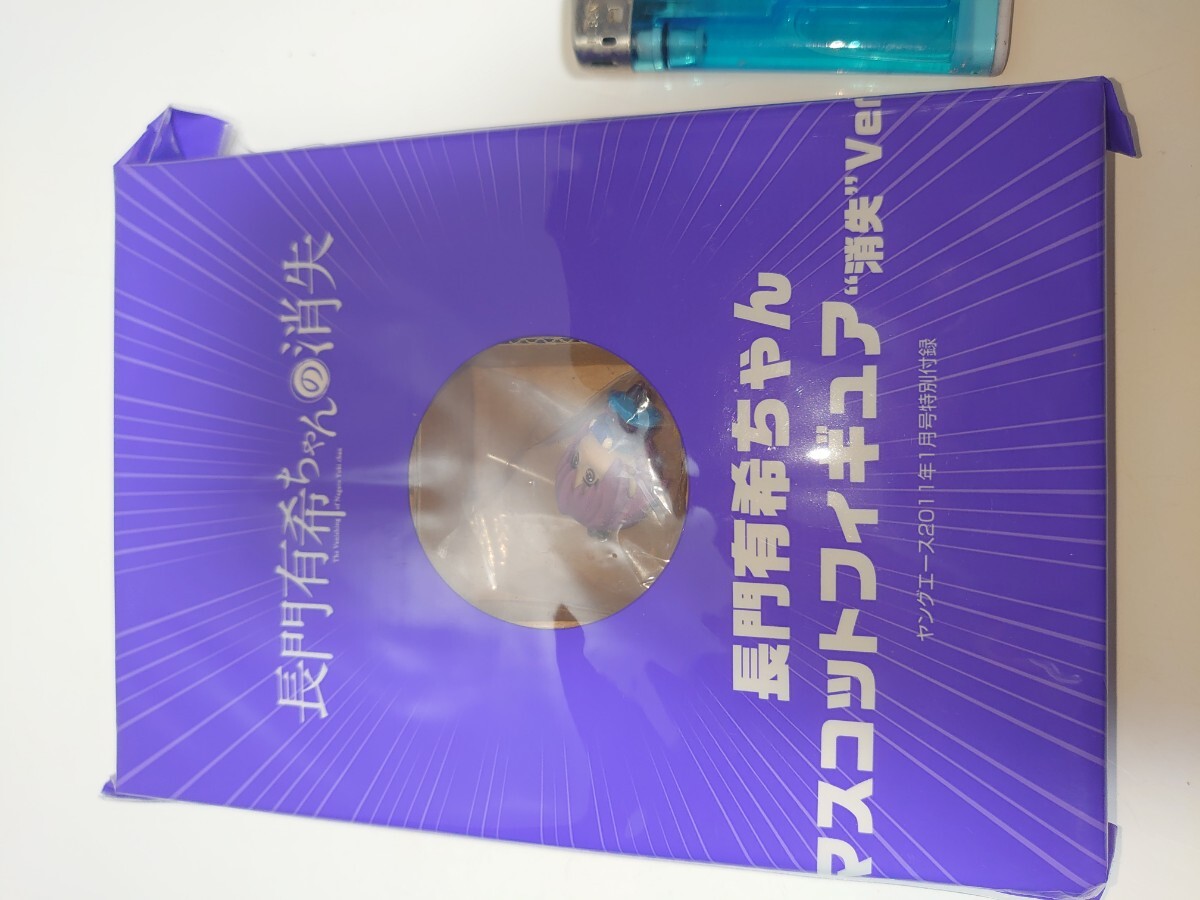 長門有希ちゃんの消失
The Vanishing of Nagato Yuki-chan
長門有希ちゃん
マスコットフィギュア“消失”Ver
ヤングエース2011年1月号特別付録